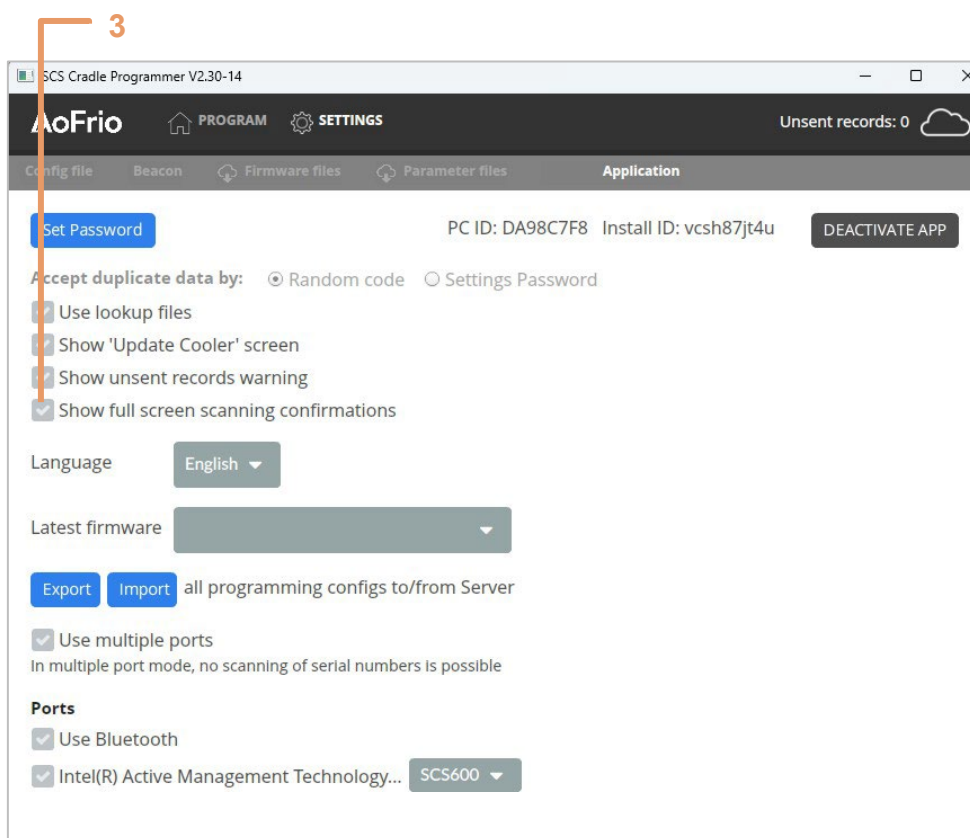 3
SCS Cradle Programmer V2.30-14
AoFrio PROGRAM SETTINGS Unsent records: 0
Config file Beacon Firmware files Parameter files Application
Set Password PC ID: DA98C7F8 Install ID: vcsh87jt4u DEACTIVATE APP
Accept duplicate data by: Random code Settings Password
Use lookup files
Show 'Update Cooler' screen
Show unsent records warning
Show full screen scanning confirmations
Language English
Latest firmware
Export Import all programming configs to/from Server
Use multiple ports
In multiple port mode, no scanning of serial numbers is possible
Ports
Use Bluetooth
Intel(R) Active Management Technology... SCS600